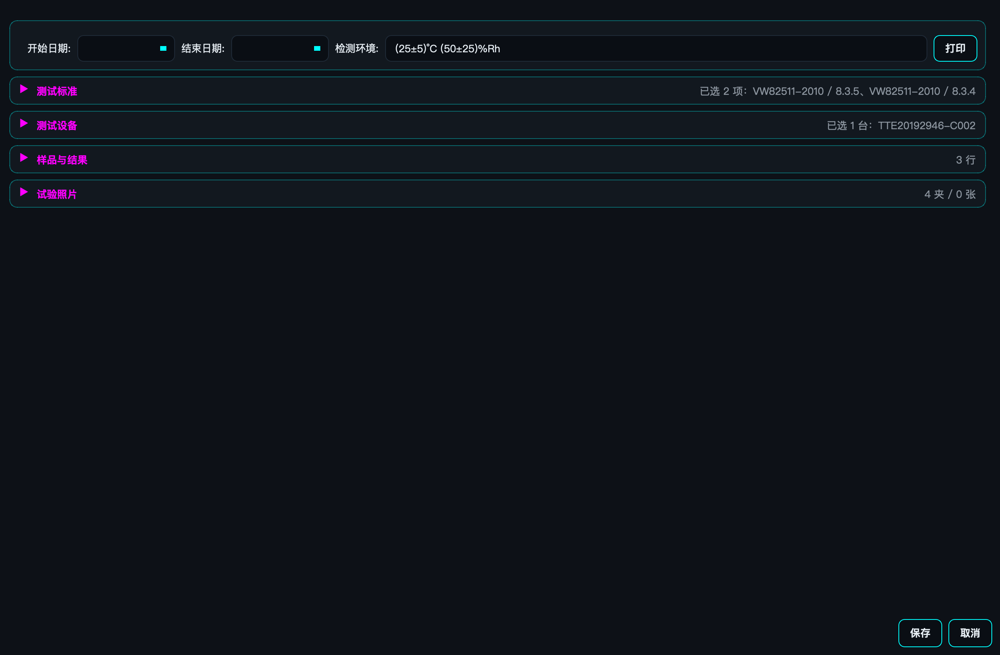 开始日期: 结束日期: 检测环境: (25±5)℃ (50±25)%Rh 打印
测试标准 已选 2 项：VW82511-2010 / 8.3.5、VW82511-2010 / 8.3.4
测试设备 已选 1 台：TTE20192946-C002
样品与结果 3 行
试验照片 4 夹 / 0 张
保存 取消